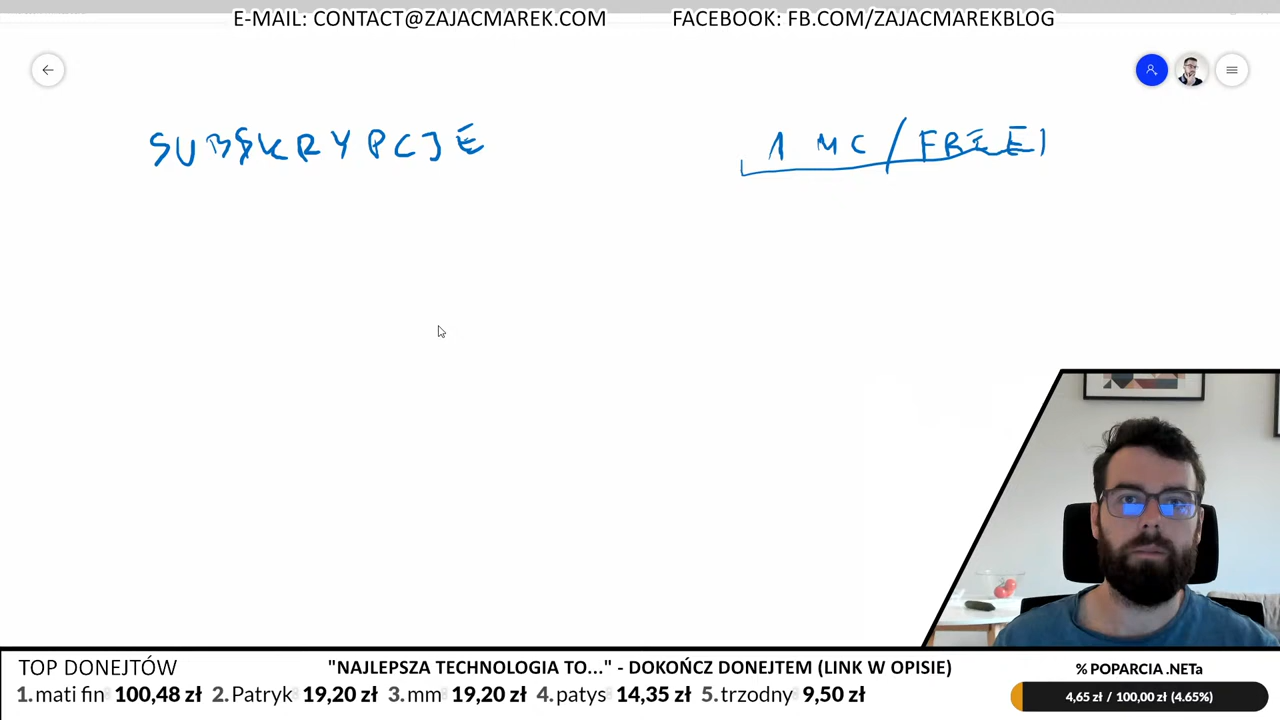 E-MAIL: CONTACT@ZAJACMAREK.COM FACEBOOK: FB.COM/ZAJACMAREKBLOG
SUBSKRYPCJE 1 MC/FREE
TOP DONEJTÓW "NAJLEPSZA TECHNOLOGIA TO..." - DOKOŃCZ DONEJTEM (LINK W OPISIE) % POPARCIA .NETa
1. mati fin 100,48 zł 2. Patryk 19,20 zł 3. mm 19,20 zł 4. patys 14,35 zł 5. trzodny 9,50 zł 4,65 zł / 100,00 zł (4.65%)